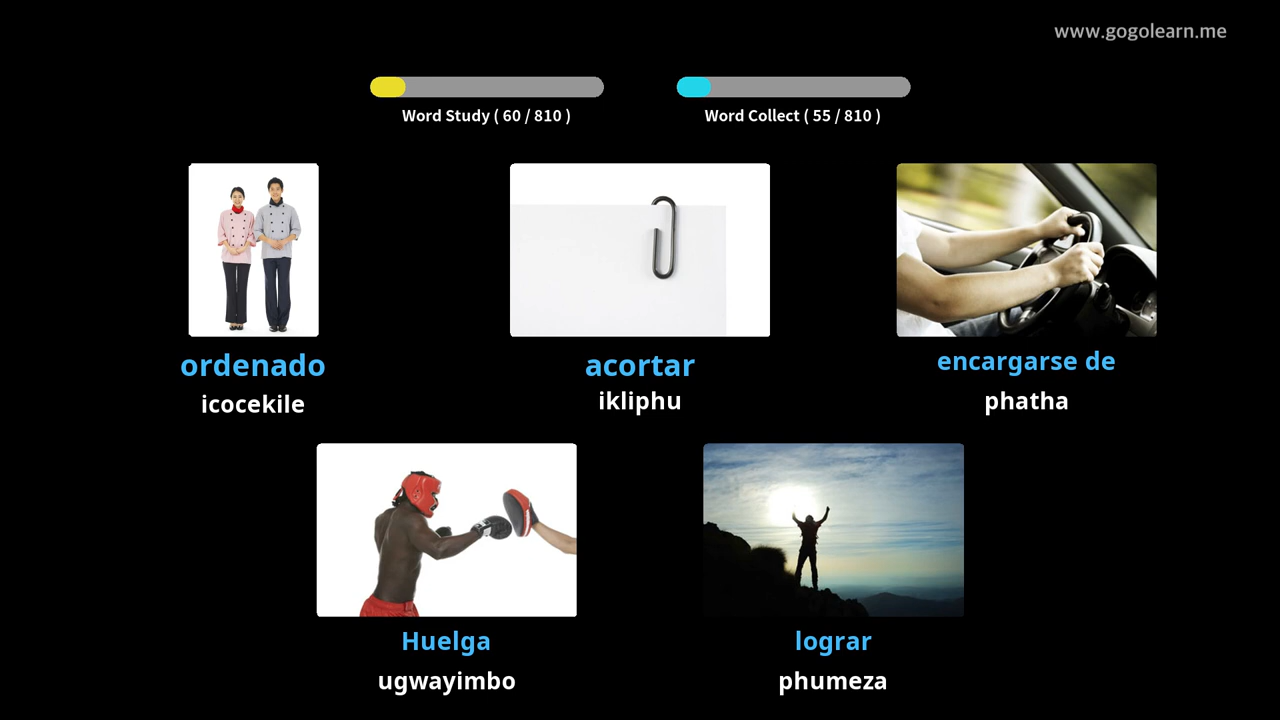 www.gogolearn.me
Word Study ( 60 / 810 )
Word Collect ( 55 / 810 )
ordenado
icocekile
acortar
ikliphu
encargarse de
phatha
Huelga
ugwayimbo
lograr
phumeza